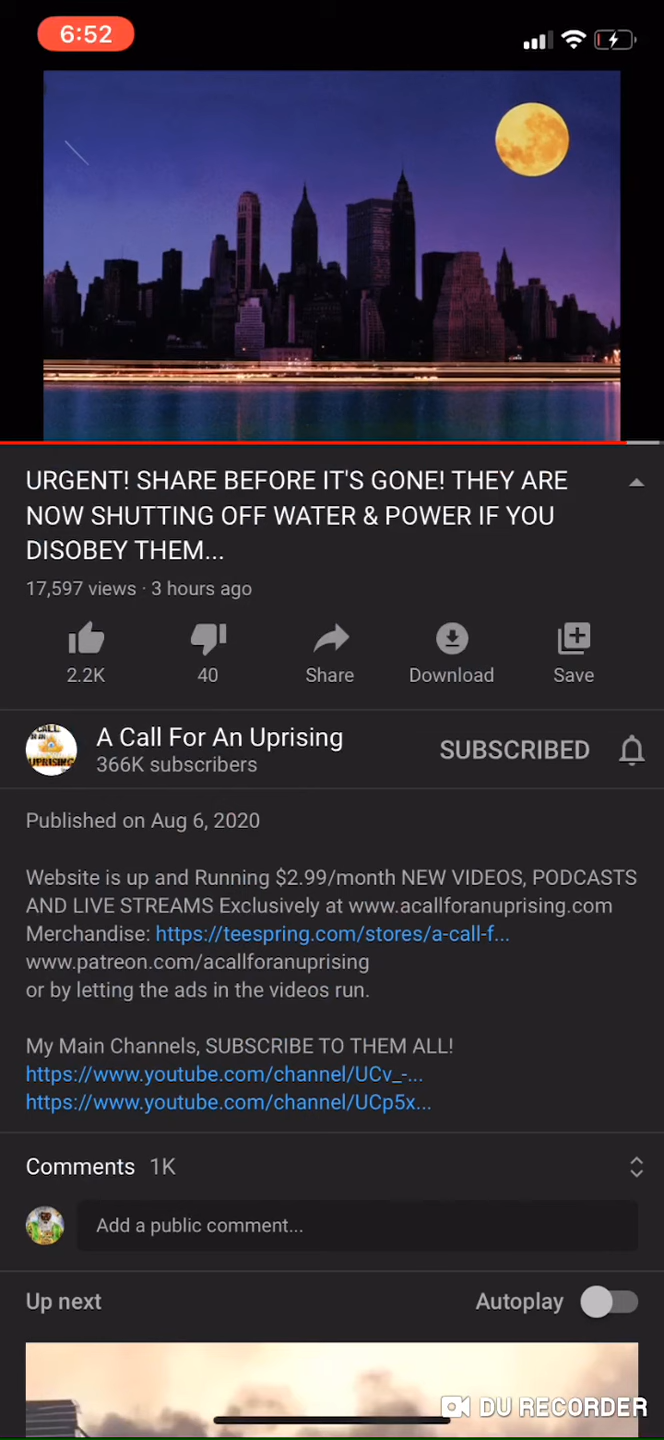 6:52
URGENT! SHARE BEFORE IT'S GONE! THEY ARE
NOW SHUTTING OFF WATER & POWER IF YOU
DISOBEY THEM...
17,597 views · 3 hours ago
2.2K
40
Share
Download
Save
A Call For An Uprising
366K subscribers
SUBSCRIBED
Published on Aug 6, 2020
Website is up and Running $2.99/month NEW VIDEOS, PODCASTS
AND LIVE STREAMS Exclusively at www.acallforanuprising.com
Merchandise: https://teespring.com/stores/a-call-f...
www.patreon.com/acallforanuprising
or by letting the ads in the videos run.
My Main Channels, SUBSCRIBE TO THEM ALL!
https://www.youtube.com/channel/UCv_-...
https://www.youtube.com/channel/UCp5x...
Comments 1K
Add a public comment...
Up next
Autoplay
DU RECORDER